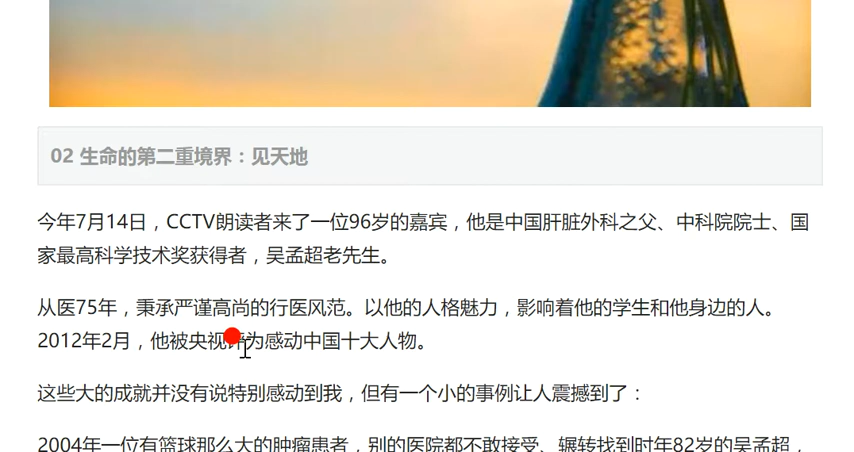 02 生命的第二重境界：见天地
今年7月14日，CCTV朗读者来了一位96岁的嘉宾，他是中国肝脏外科之父、中科院院士、国
家最高科学技术奖获得者，吴孟超老先生。
从医75年，秉承严谨高尚的行医风范。以他的人格魅力，影响着他的学生和他身边的人。
2012年2月，他被央视评为感动中国十大人物。
这些大的成就并没有说特别感动到我，但有一个小的事例让人震撼到了：
2004年一位有篮球那么大的肿瘤患者，别的医院都不敢接受、辗转找到时年82岁的吴孟超，